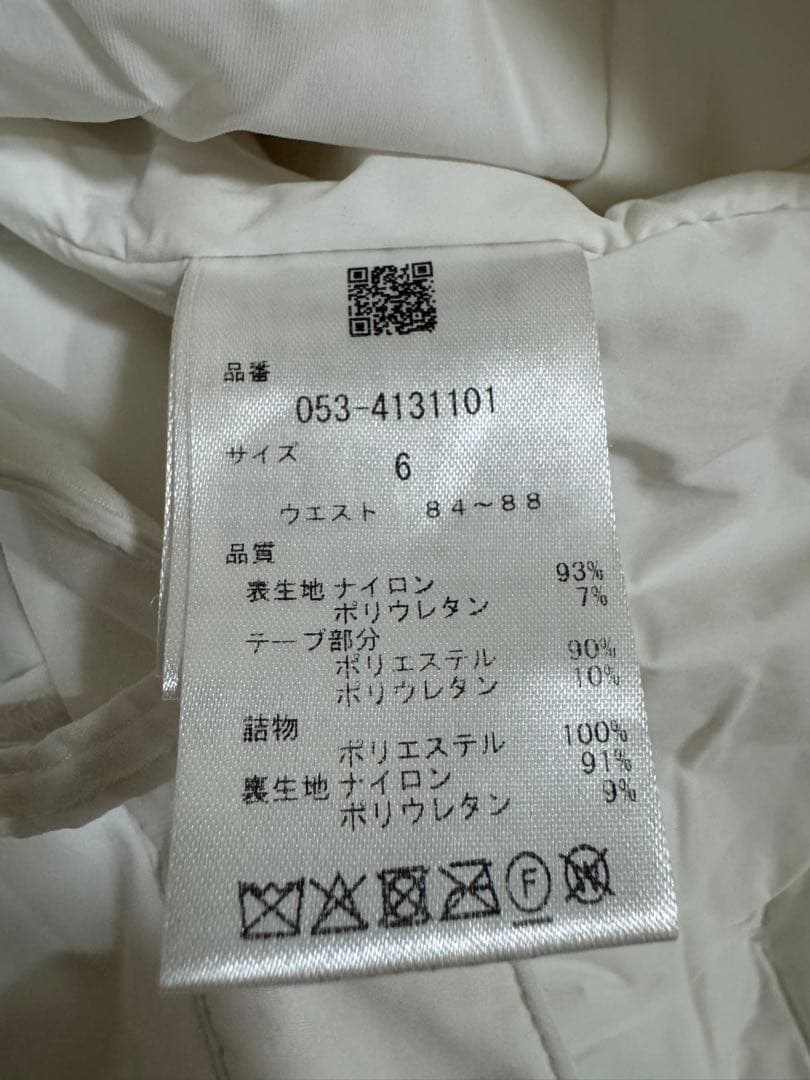 品番
053-4131101
サイズ 6
ウエスト 84～88
品質
表生地 ナイロン 93%
ポリウレタン 7%
テープ部分
ポリエステル 90%
ポリウレタン 10%
詰物
ポリエステル 100%
裏生地 ナイロン 91%
ポリウレタン 9%
F
W